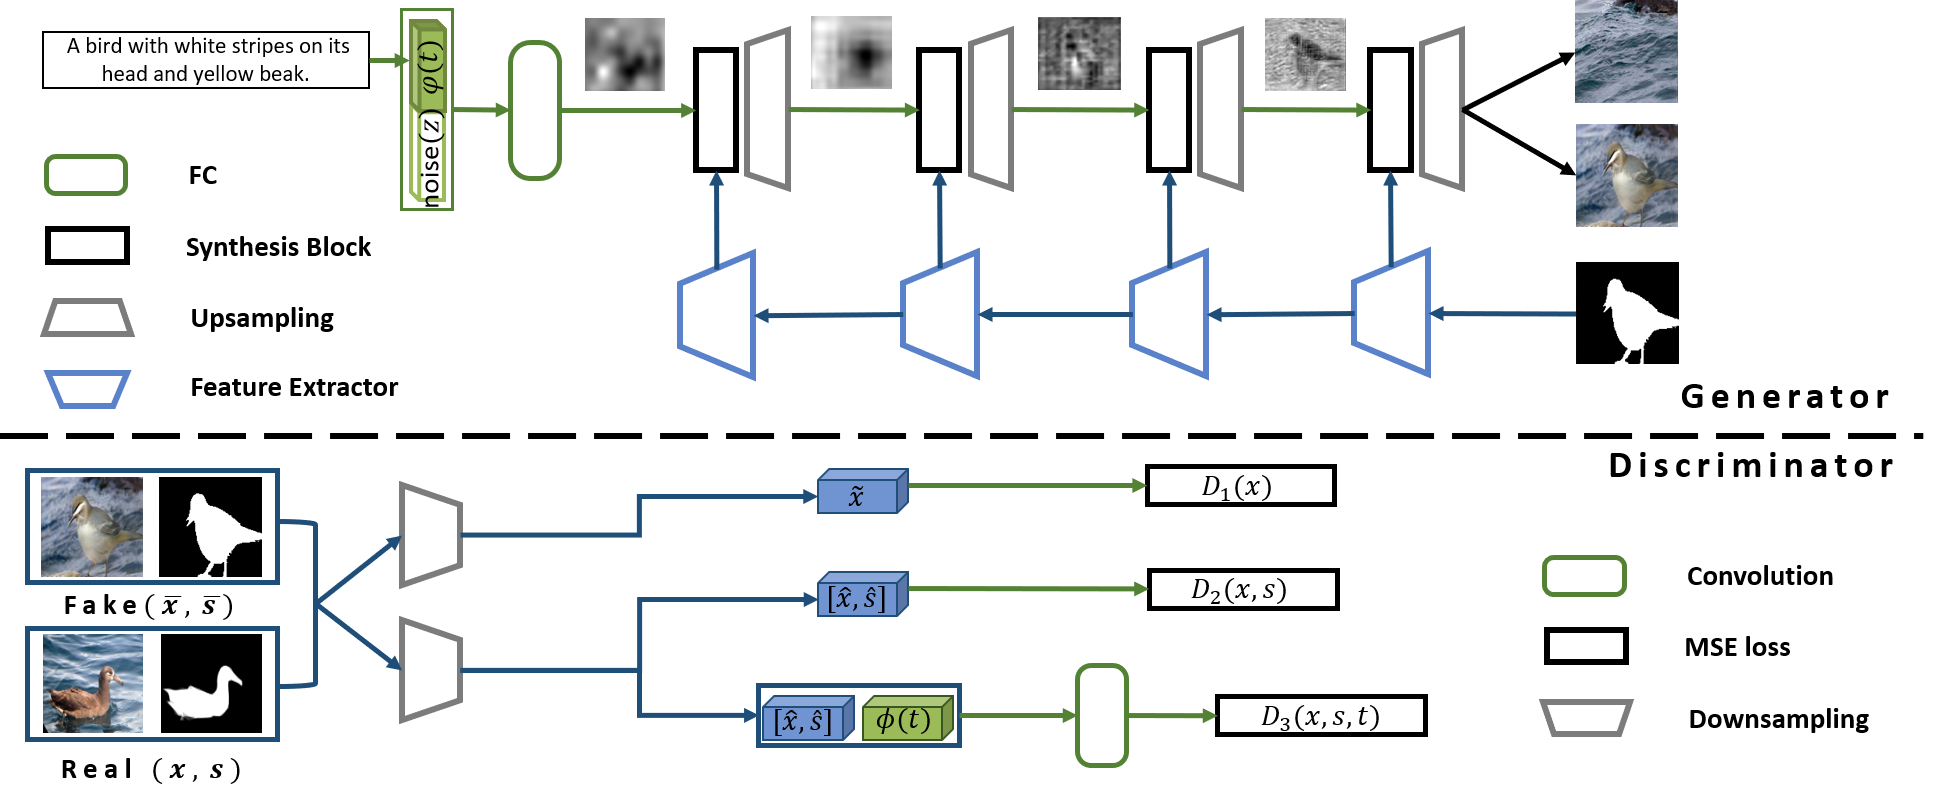 A bird with white stripes on its
head and yellow beak.
noise(z) φ(t)
FC
Synthesis Block
Upsampling
Feature Extractor
Generator
Discriminator
Fake(x̅, s̅)
Real (x, s)
x̃
[x̂, ŝ]
[x̂, ŝ]
ϕ(t)
D₁(x)
D₂(x, s)
D₃(x, s, t)
Convolution
MSE loss
Downsampling